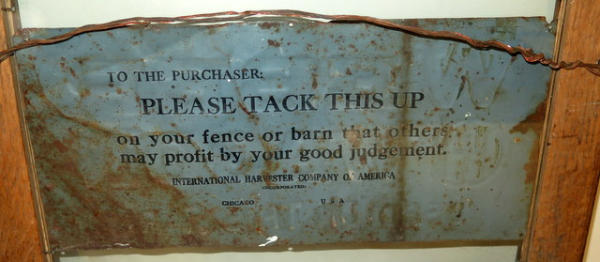 TO THE PURCHASER:
PLEASE TACK THIS UP
on your fence or barn that others
may profit by your good judgement.
INTERNATIONAL HARVESTER COMPANY OF AMERICA
(INCORPORATED)
CHICAGO U S A